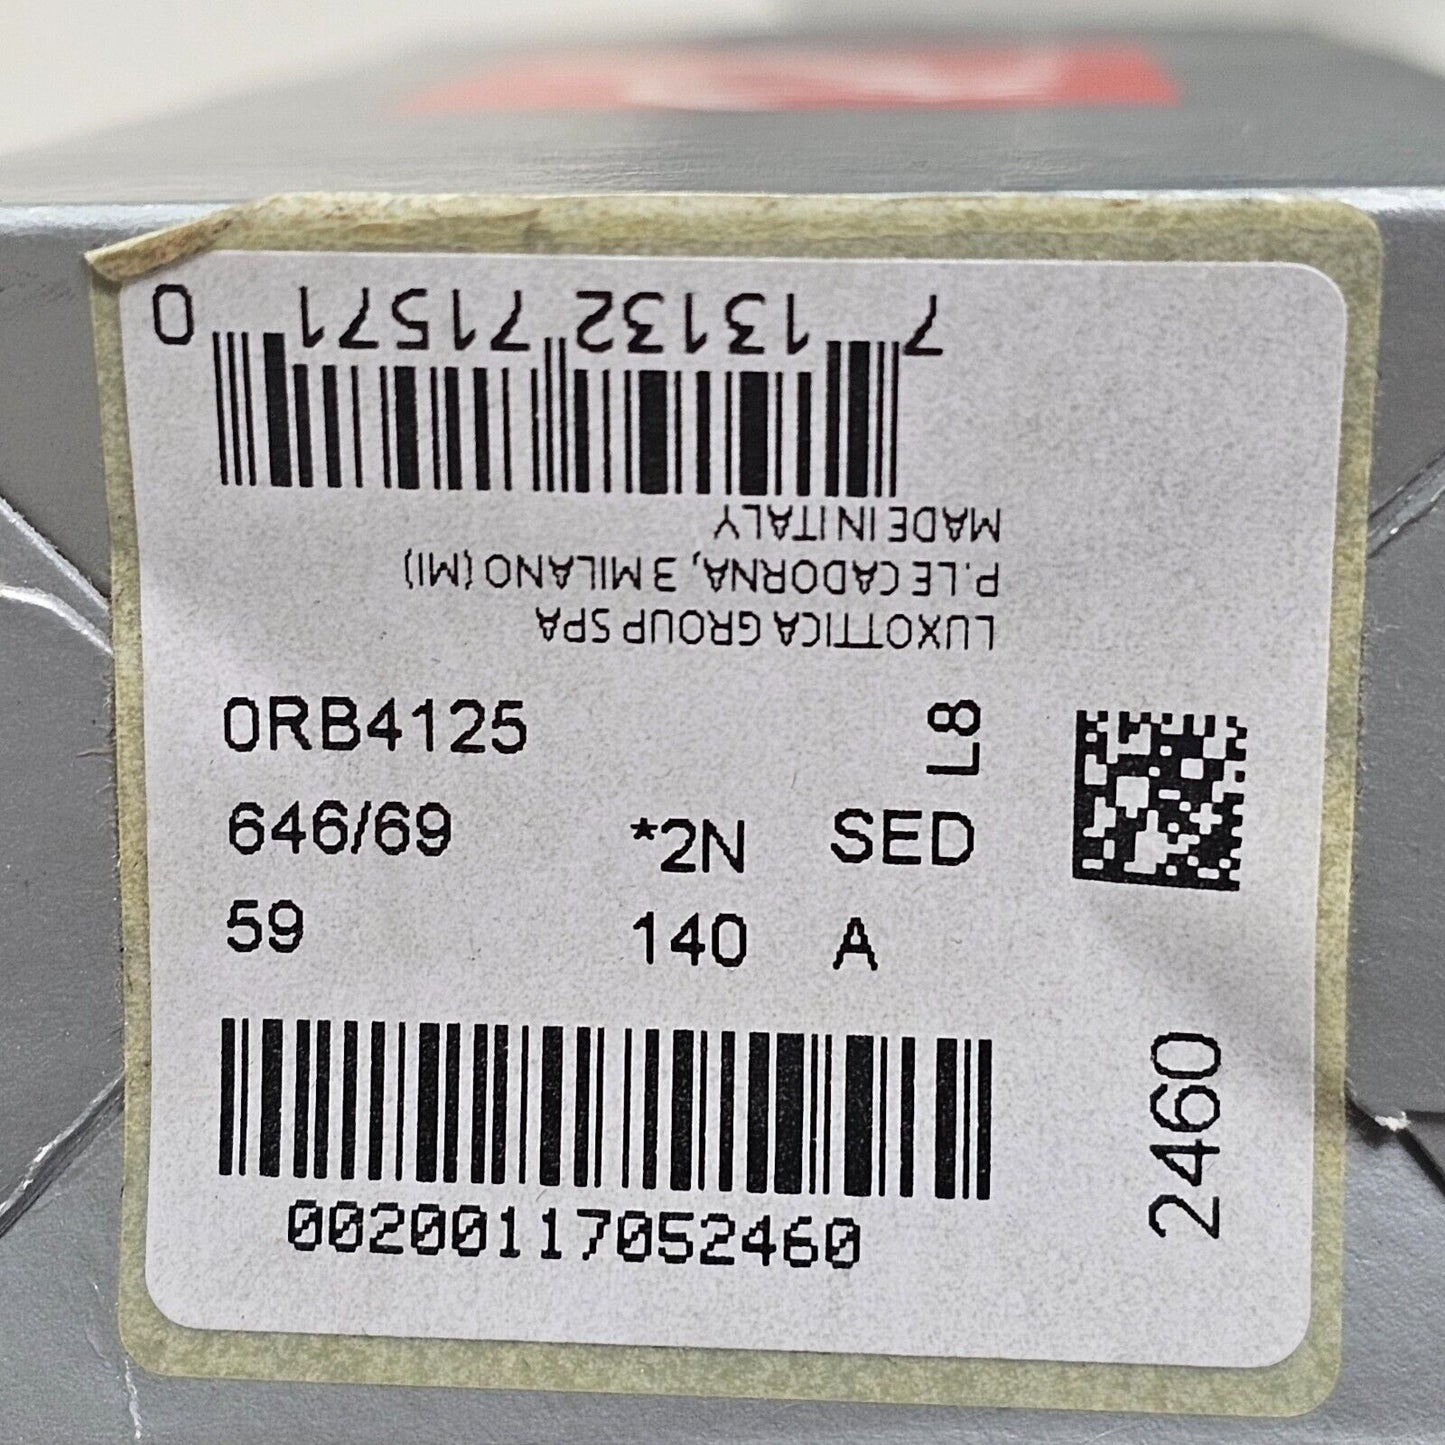 LUXOTTICA GROUP SPA
P.LE CADORNA, 3 MILANO (MI)
MADE IN ITALY
7 13132 71571 0
0RB4125
L8
646/69 *2N SED
59 140 A
00200117052460
2460